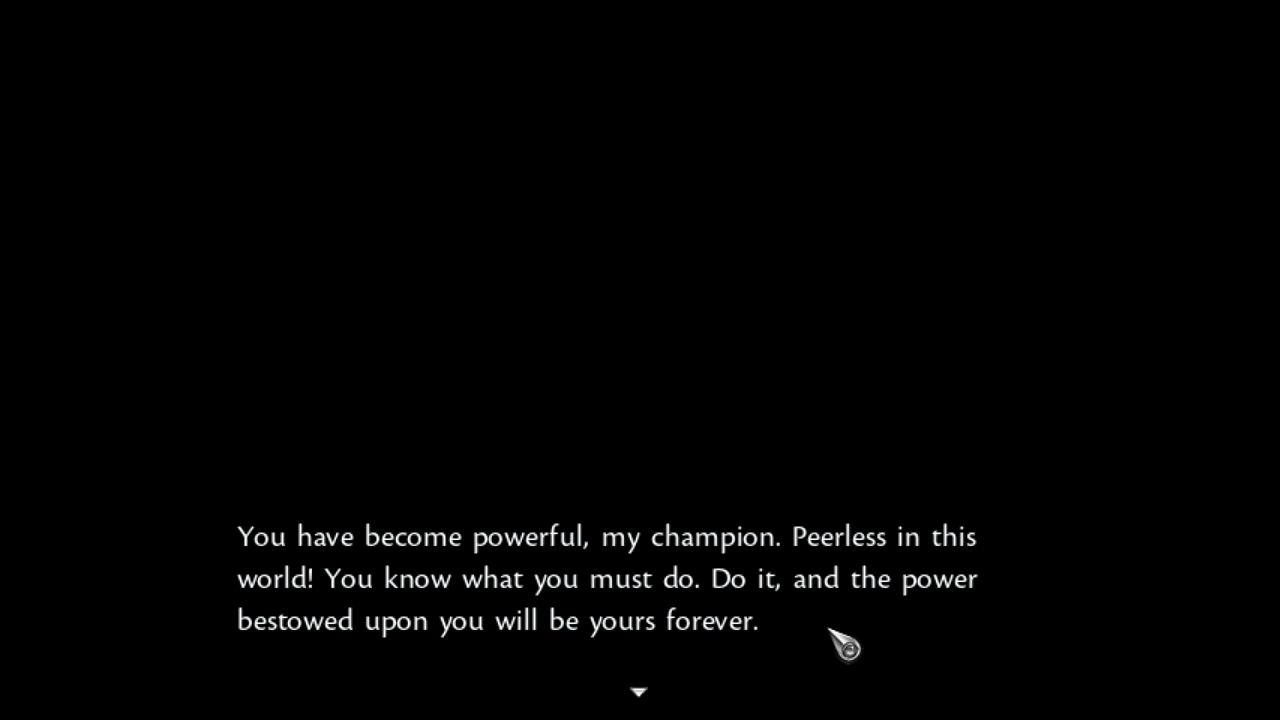 You have become powerful, my champion. Peerless in this
world! You know what you must do. Do it, and the power
bestowed upon you will be yours forever.